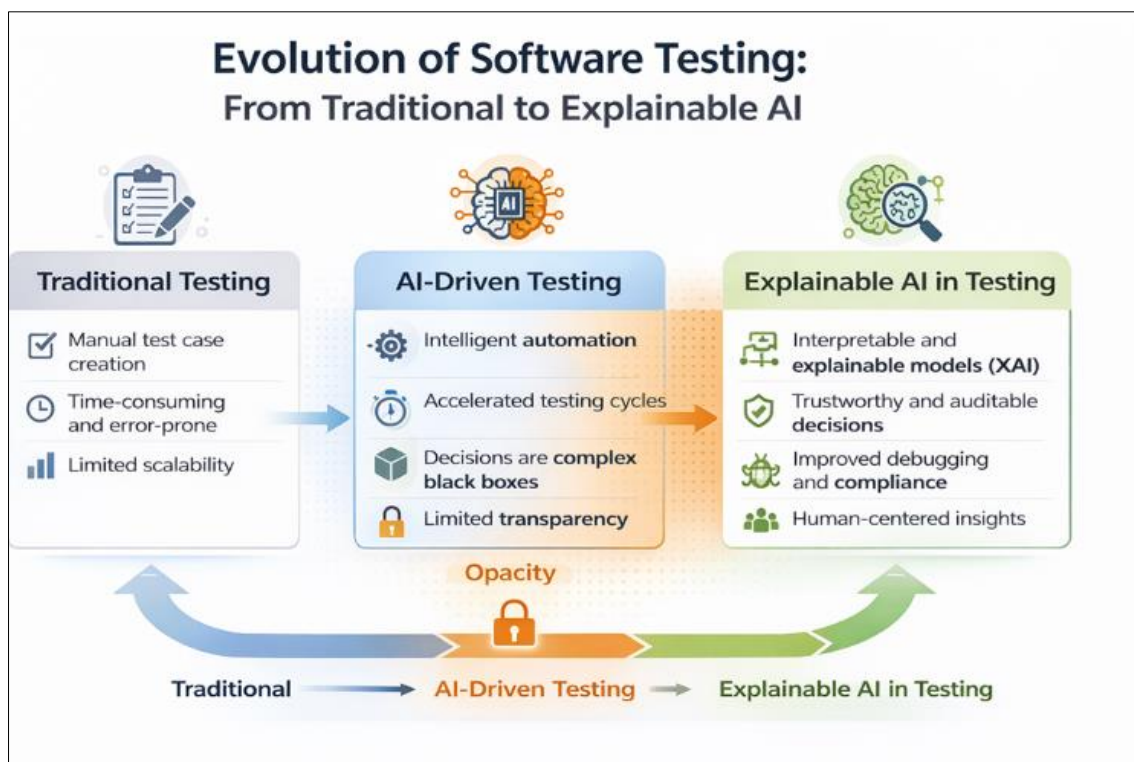 Evolution of Software Testing:
From Traditional to Explainable AI
AI
Traditional Testing
Manual test case
creation
Time-consuming
and error-prone
Limited scalability
AI-Driven Testing
Intelligent automation
Accelerated testing cycles
Decisions are complex
black boxes
Limited transparency
Explainable AI in Testing
Interpretable and
explainable models (XAI)
Trustworthy and auditable
decisions
Improved debugging
and compliance
Human-centered insights
Opacity
Traditional
AI-Driven Testing
Explainable AI in Testing